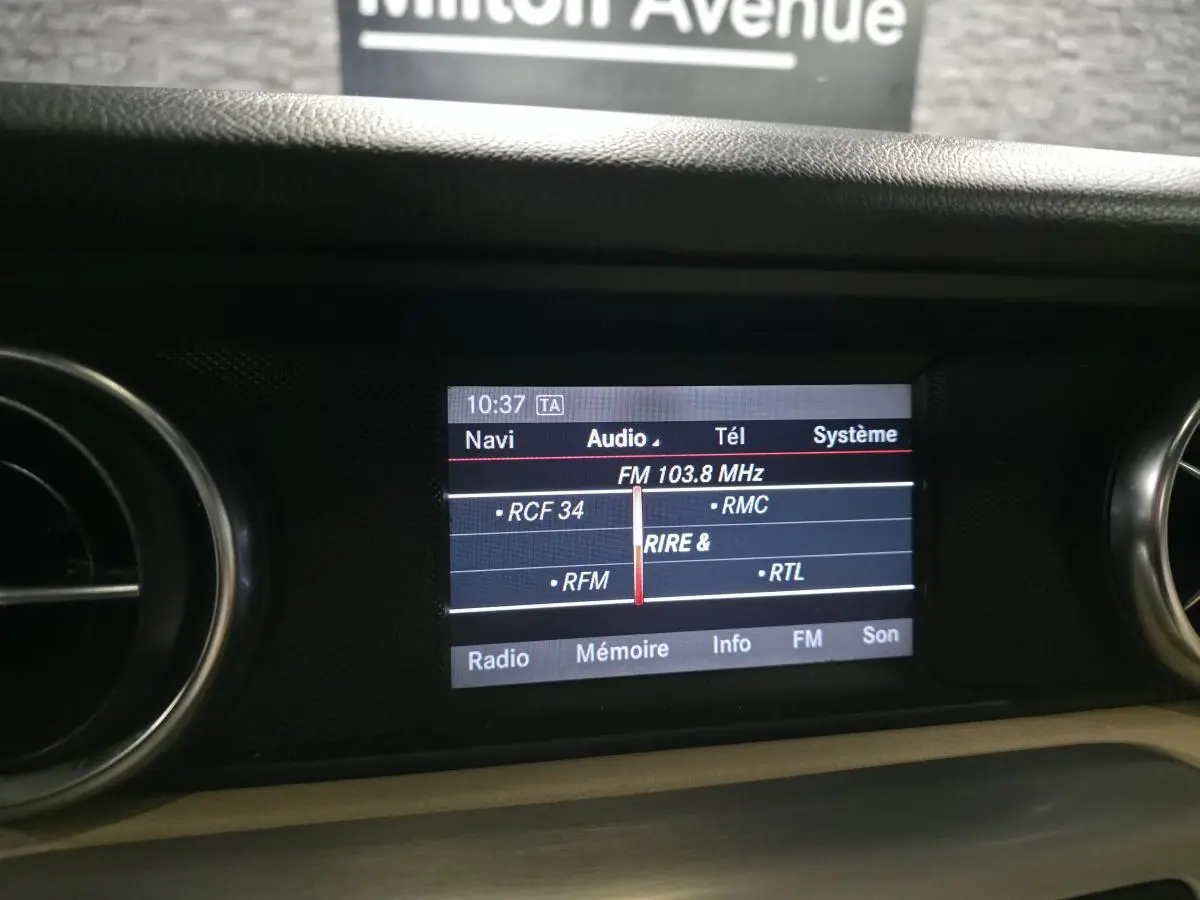 Milton Avenue
10:37 TA
Navi Audio Tél Système
FM 103.8 MHz
• RCF 34 • RMC
RIRE &
• RFM • RTL
Radio Mémoire Info FM Son